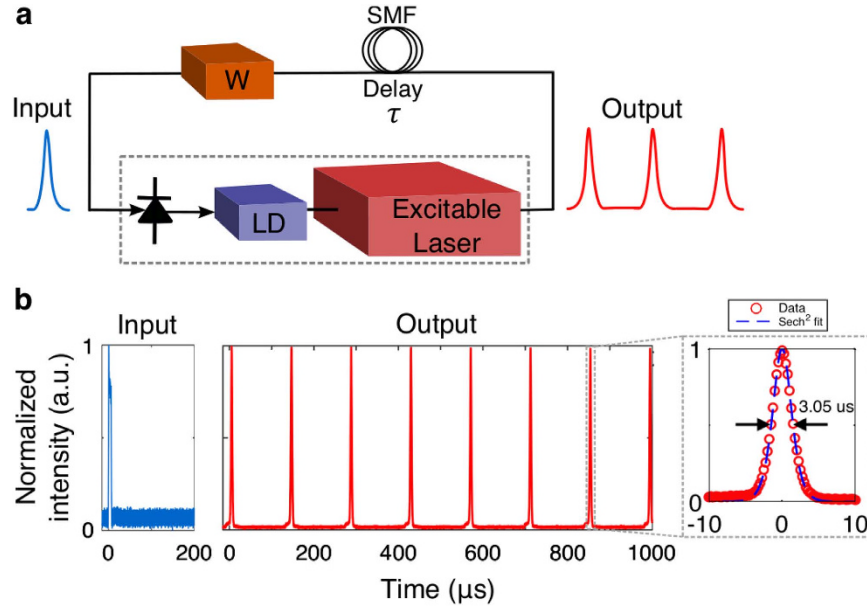 a
SMF
W
Delay
τ
Input
Output
LD
Excitable
Laser
b
Input
Output
Data
Sech² fit
Normalized
intensity (a.u.)
1
0
0
200
0
200
400
600
800
1000
1
0
-10
0
10
3.05 us
Time (μs)